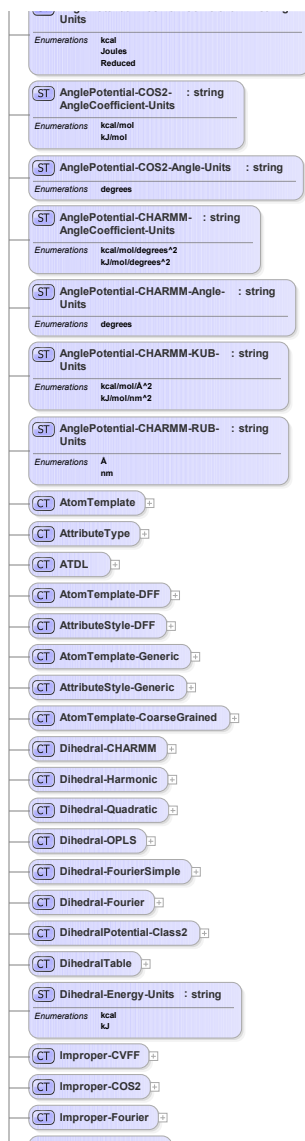 Units
Enumerations kcal
Joules
Reduced
ST AnglePotential-COS2- : string
AngleCoefficient-Units
Enumerations kcal/mol
kJ/mol
ST AnglePotential-COS2-Angle-Units : string
Enumerations degrees
ST AnglePotential-CHARMM- : string
AngleCoefficient-Units
Enumerations kcal/mol/degrees^2
kJ/mol/degrees^2
ST AnglePotential-CHARMM-Angle- : string
Units
Enumerations degrees
ST AnglePotential-CHARMM-KUB- : string
Units
Enumerations kcal/mol/Å^2
kJ/mol/nm^2
ST AnglePotential-CHARMM-RUB- : string
Units
Enumerations Å
nm
CT AtomTemplate
CT AttributeType
CT ATDL
CT AtomTemplate-DFF
CT AttributeStyle-DFF
CT AtomTemplate-Generic
CT AttributeStyle-Generic
CT AtomTemplate-CoarseGrained
CT Dihedral-CHARMM
CT Dihedral-Harmonic
CT Dihedral-Quadratic
CT Dihedral-OPLS
CT Dihedral-FourierSimple
CT Dihedral-Fourier
CT DihedralPotential-Class2
CT DihedralTable
ST Dihedral-Energy-Units : string
Enumerations kcal
kJ
CT Improper-CVFF
CT Improper-COS2
CT Improper-Fourier